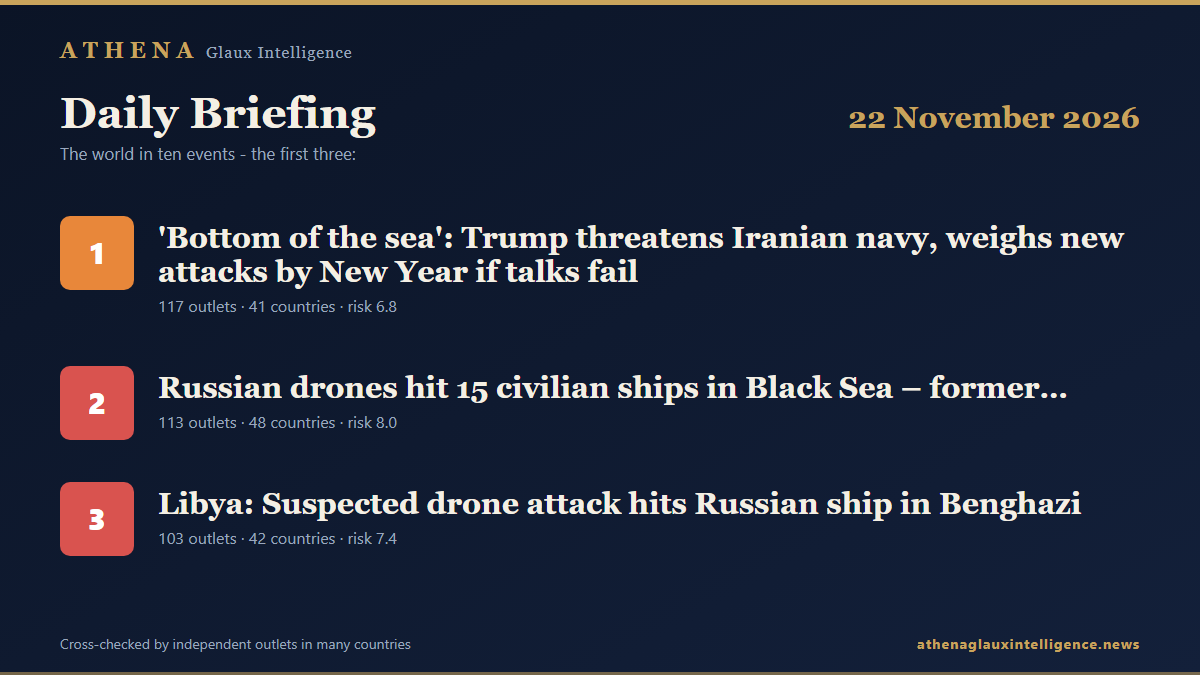 ATHENA Glaux Intelligence
Daily Briefing
22 November 2026
The world in ten events - the first three:
1
'Bottom of the sea': Trump threatens Iranian navy, weighs new
attacks by New Year if talks fail
117 outlets · 41 countries · risk 6.8
2
Russian drones hit 15 civilian ships in Black Sea – former...
113 outlets · 48 countries · risk 8.0
3
Libya: Suspected drone attack hits Russian ship in Benghazi
103 outlets · 42 countries · risk 7.4
Cross-checked by independent outlets in many countries
athenaglauxintelligence.news